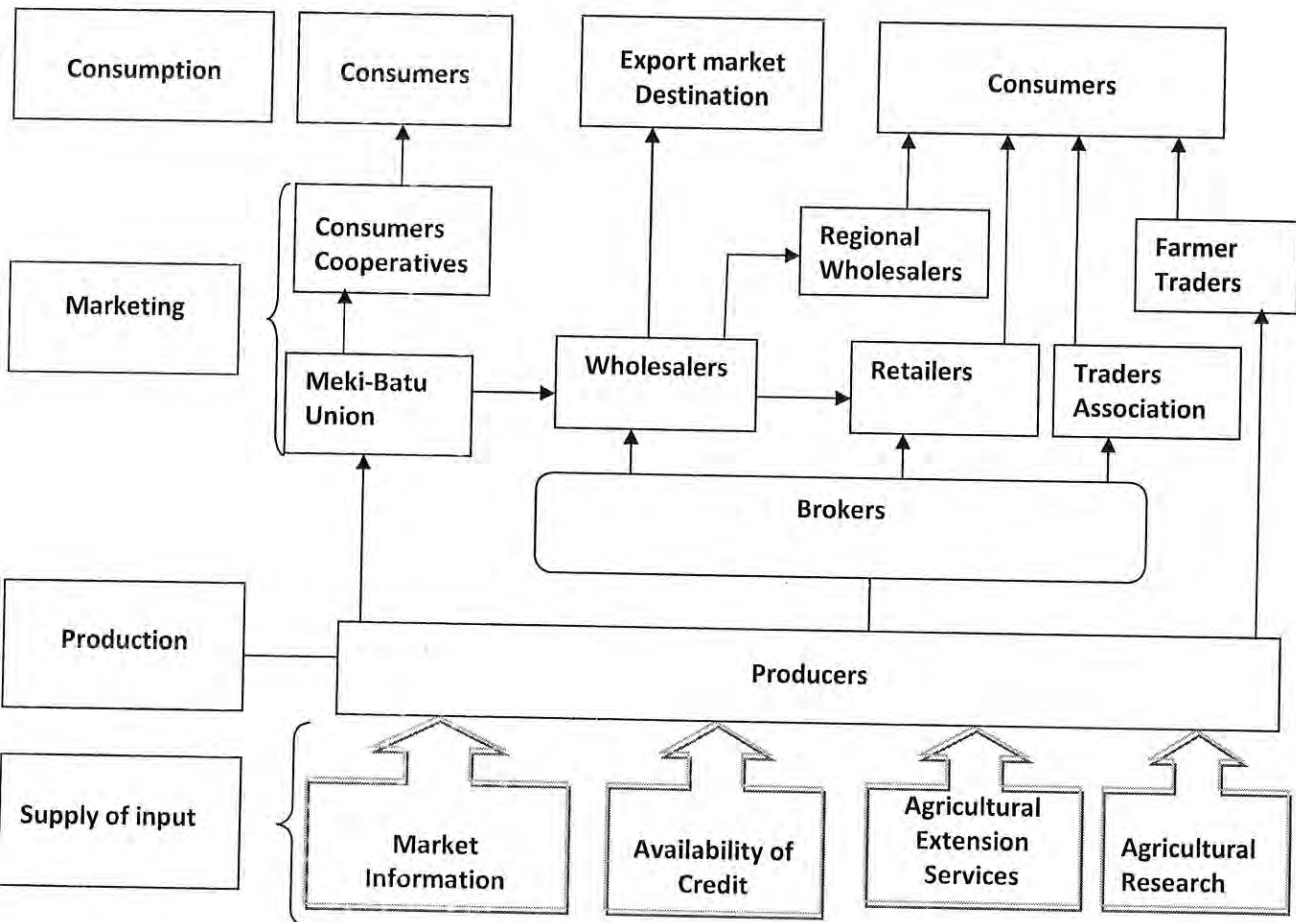 Consumption
Consumers
Export market
Destination
Consumers
Consumers
Cooperatives
Regional
Wholesalers
Farmer
Traders
Marketing
Meki-Batu
Union
Wholesalers
Retailers
Traders
Association
Brokers
Production
Producers
Supply of input
Market
Information
Availability of
Credit
Agricultural
Extension
Services
Agricultural
Research